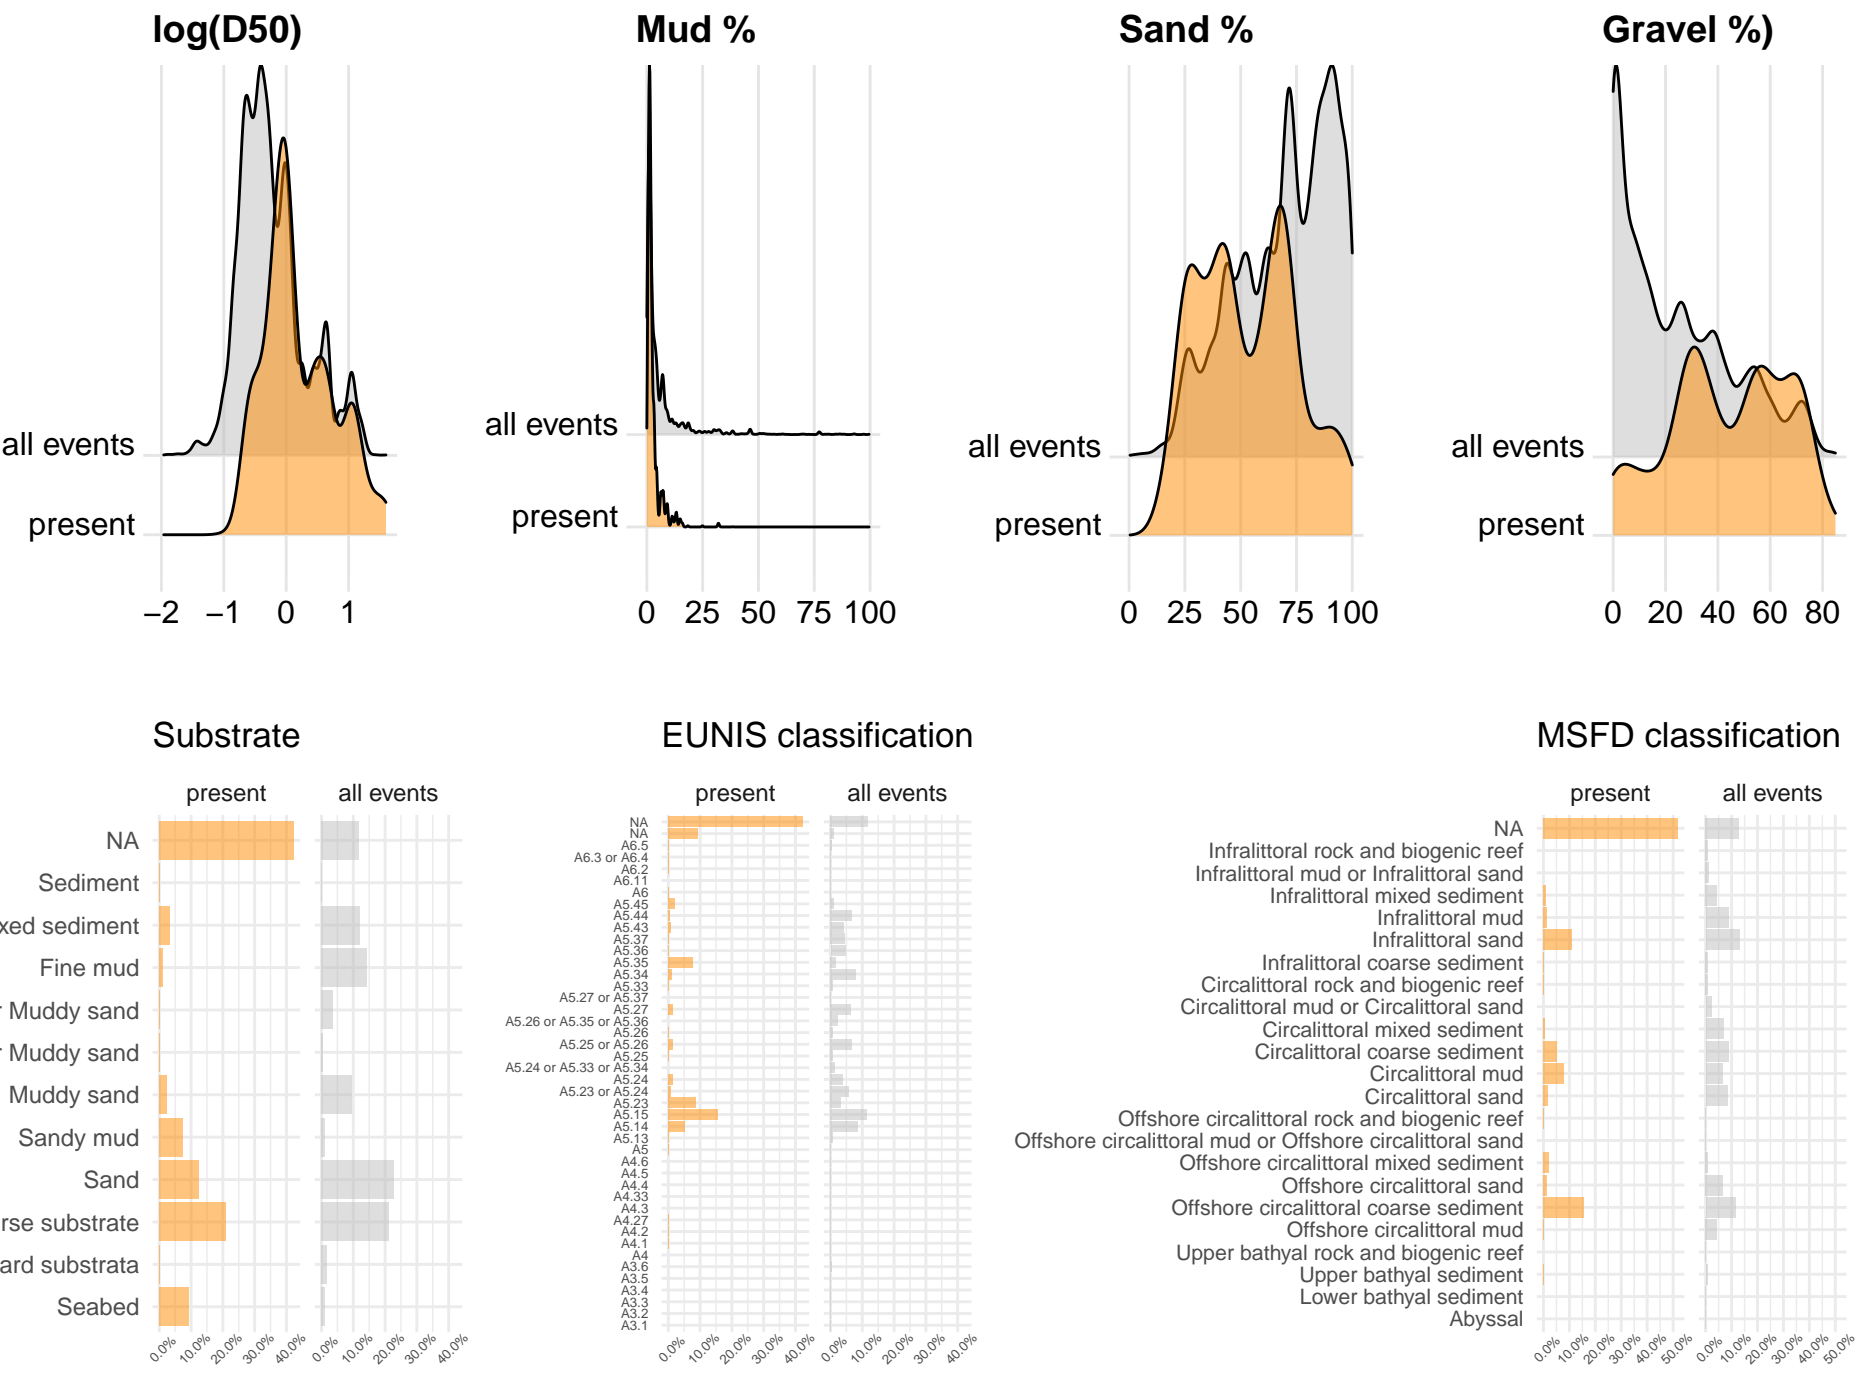 log(D50)
Mud %
Sand %
Gravel %)
all events
present
−2 −1 0 1
all events
present
0 25 50 75 100
all events
present
0 25 50 75 100
all events
present
0 20 40 60 80
Substrate
present all events
NA
Sediment
xed sediment
Fine mud
r Muddy sand
r Muddy sand
Muddy sand
Sandy mud
Sand
rse substrate
ard substrata
Seabed
0.0% 10.0% 20.0% 30.0% 40.0% 0.0% 10.0% 20.0% 30.0% 40.0%
EUNIS classification
present all events
NA
NA
A6.5
A6.3 or A6.4
A6.2
A6.11
A6
A5.45
A5.44
A5.43
A5.37
A5.36
A5.35
A5.34
A5.33
A5.27 or A5.37
A5.27
A5.26 or A5.35 or A5.36
A5.26
A5.25 or A5.26
A5.25
A5.24 or A5.33 or A5.34
A5.24
A5.23 or A5.24
A5.23
A5.15
A5.14
A5.13
A5
A4.6
A4.5
A4.4
A4.33
A4.3
A4.27
A4.2
A4.1
A4
A3.6
A3.5
A3.4
A3.3
A3.2
A3.1
0.0% 10.0% 20.0% 30.0% 40.0% 0.0% 10.0% 20.0% 30.0% 40.0%
MSFD classification
present all events
NA
Infralittoral rock and biogenic reef
Infralittoral mud or Infralittoral sand
Infralittoral mixed sediment
Infralittoral mud
Infralittoral sand
Infralittoral coarse sediment
Circalittoral rock and biogenic reef
Circalittoral mud or Circalittoral sand
Circalittoral mixed sediment
Circalittoral coarse sediment
Circalittoral mud
Circalittoral sand
Offshore circalittoral rock and biogenic reef
Offshore circalittoral mud or Offshore circalittoral sand
Offshore circalittoral mixed sediment
Offshore circalittoral sand
Offshore circalittoral coarse sediment
Offshore circalittoral mud
Upper bathyal rock and biogenic reef
Upper bathyal sediment
Lower bathyal sediment
Abyssal
0.0% 10.0% 20.0% 30.0% 40.0% 50.0% 0.0% 10.0% 20.0% 30.0% 40.0% 50.0%